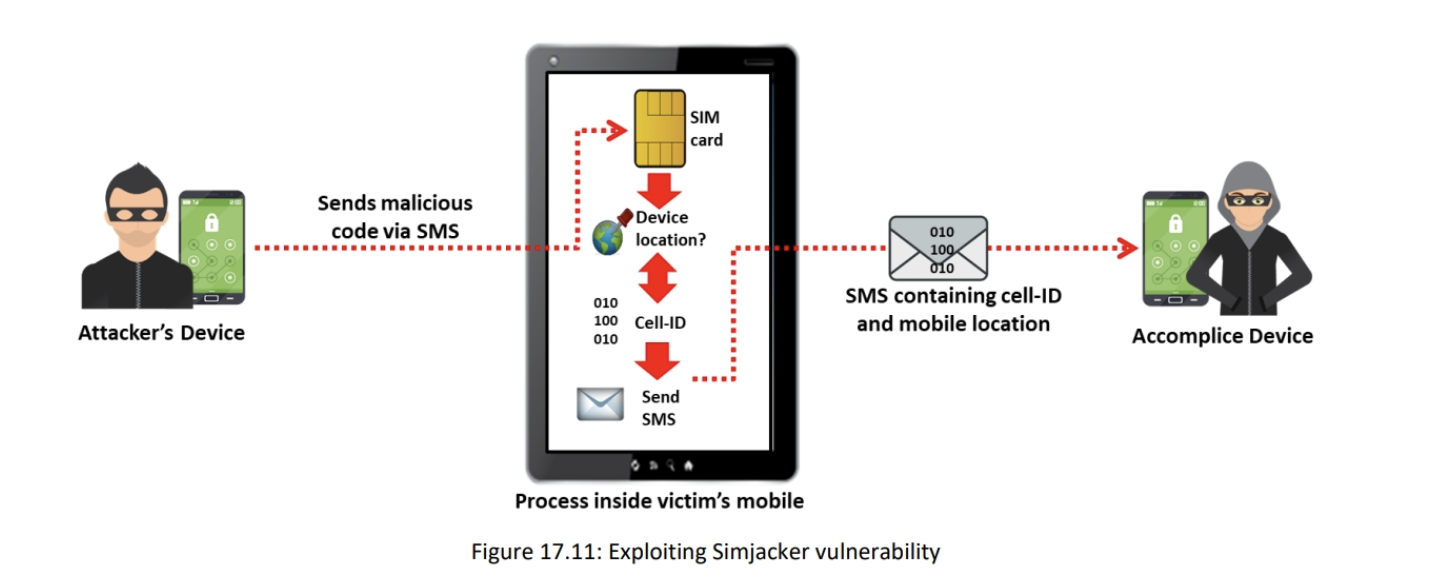 SIM
card
Sends malicious
code via SMS
Device
location?
010
100
010
Cell-ID
Send
SMS
010
100
010
SMS containing cell-ID
and mobile location
Attacker’s Device
Accomplice Device
Process inside victim’s mobile
Figure 17.11: Exploiting Simjacker vulnerability